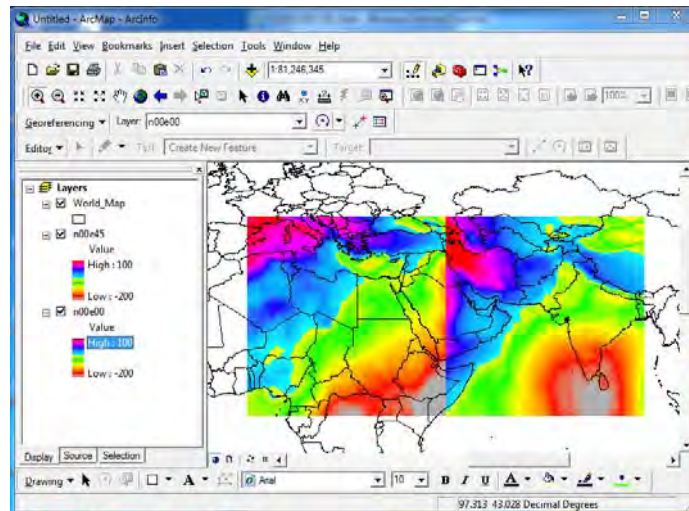 Untitled - ArcMap - ArcInfo
File Edit View Bookmarks Insert Selection Tools Window Help
1:81,246,345
100%
Georeferencing Layer: n00e00
Editor Task: Create New Feature Target:
Layers
World_Map
n00e45
Value
High : 100
Low : -200
n00e00
Value
High : 100
Low : -200
Display Source Selection
Drawing A Arial 10 B I U A
97.313 43.028 Decimal Degrees